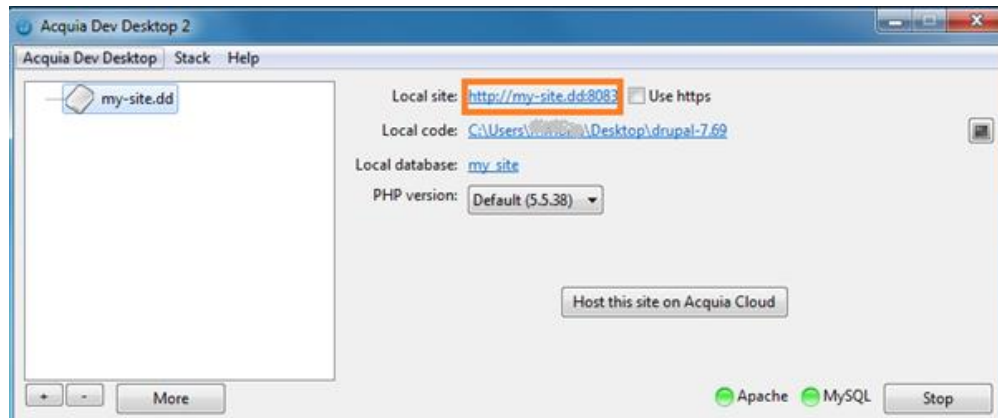 Acquia Dev Desktop 2
Acquia Dev Desktop Stack Help
my-site.dd
Local site: http://my-site.dd:8083 Use https
Local code: C:\Users\ \Desktop\drupal-7.69
Local database: my_site
PHP version: Default (5.5.38)
Host this site on Acquia Cloud
+ - More
Apache MySQL Stop